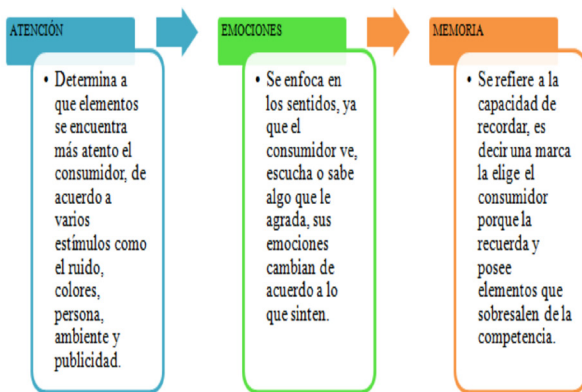 ATENCIÓN
• Determina a
que elementos
se encuentra
más atento el
consumidor, de
acuerdo a
varios
estímulos como
el ruido,
colores,
persona,
ambiente y
publicidad.
EMOCIONES
• Se enfoca en
los sentidos, ya
que el
consumidor ve,
escucha o sabe
algo que le
agrada, sus
emociones
cambian de
acuerdo a lo
que sinten.
MEMORIA
• Se refiere a la
capacidad de
recordar, es
decir una marca
la elige el
consumidor
porque la
recuerda y
posee
elementos que
sobresalen de la
competencia.